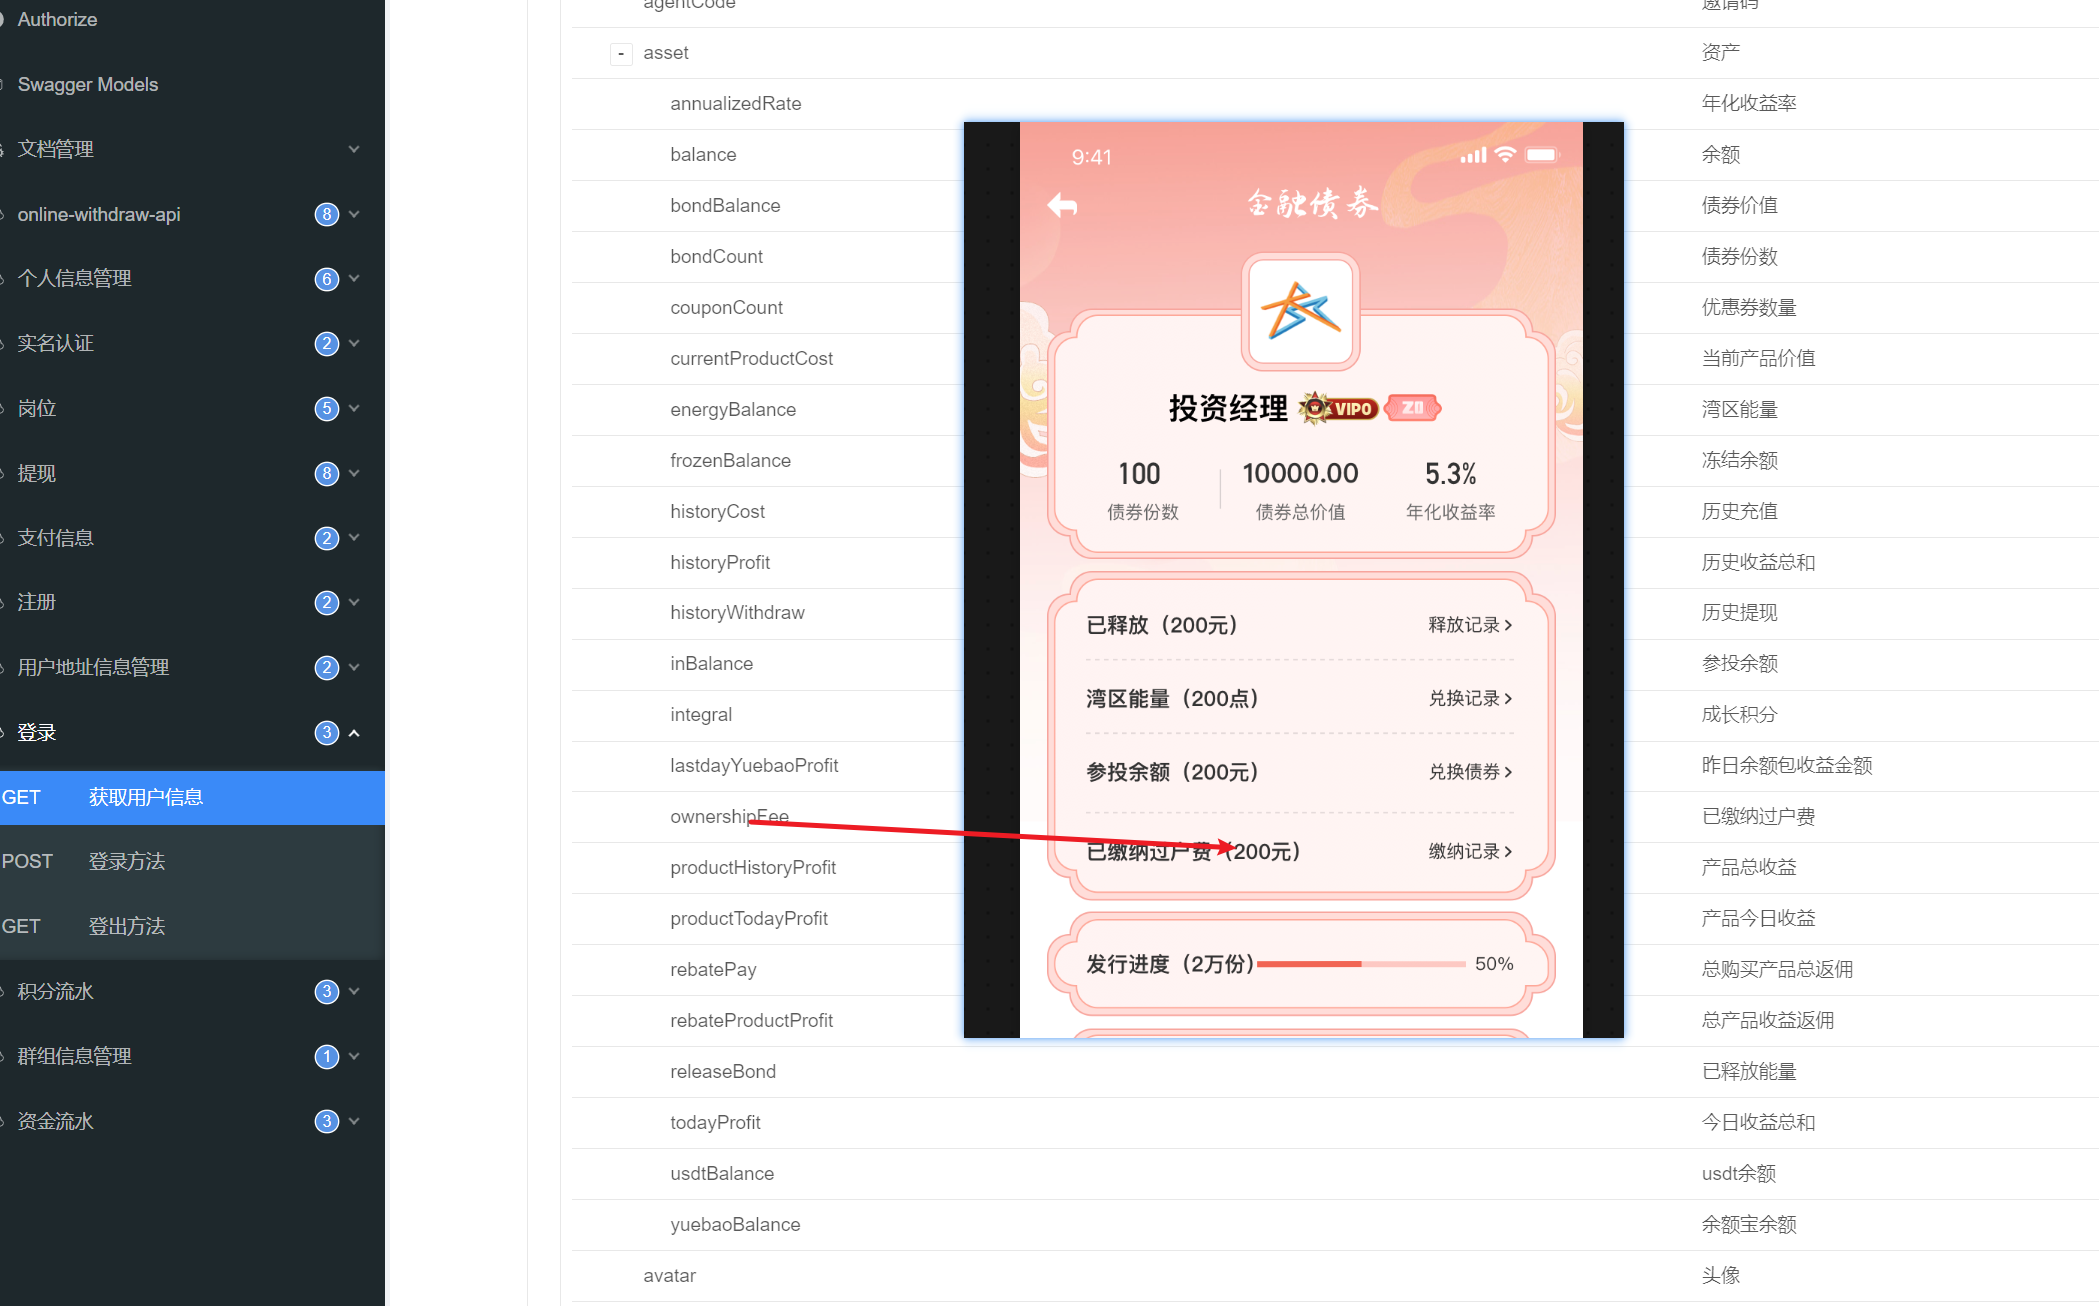 Authorize
Swagger Models
文档管理
online-withdraw-api 8
个人信息管理 6
实名认证 2
岗位 5
提现 8
支付信息 2
注册 2
用户地址信息管理 2
登录 3
GET 获取用户信息
POST 登录方法
GET 登出方法
积分流水 3
群组信息管理 1
资金流水 3
agentCode 邀请码
- asset 资产
annualizedRate 年化收益率
balance 余额
bondBalance 债券价值
bondCount 债券份数
couponCount 优惠券数量
currentProductCost 当前产品价值
energyBalance 湾区能量
frozenBalance 冻结余额
historyCost 历史充值
historyProfit 历史收益总和
historyWithdraw 历史提现
inBalance 参投余额
integral 成长积分
lastdayYuebaoProfit 昨日余额包收益金额
ownershipFee 已缴纳过户费
productHistoryProfit 产品总收益
productTodayProfit 产品今日收益
rebatePay 总购买产品总返佣
rebateProductProfit 总产品收益返佣
releaseBond 已释放能量
todayProfit 今日收益总和
usdtBalance usdt余额
yuebaoBalance 余额宝余额
avatar 头像
9:41
金融债券
投资经理 VIP0 Z0
100 10000.00 5.3%
债券份数 债券总价值 年化收益率
已释放（200元） 释放记录 >
湾区能量（200点） 兑换记录 >
参投余额（200元） 兑换债券 >
已缴纳过户费（200元） 缴纳记录 >
发行进度（2万份） 50%